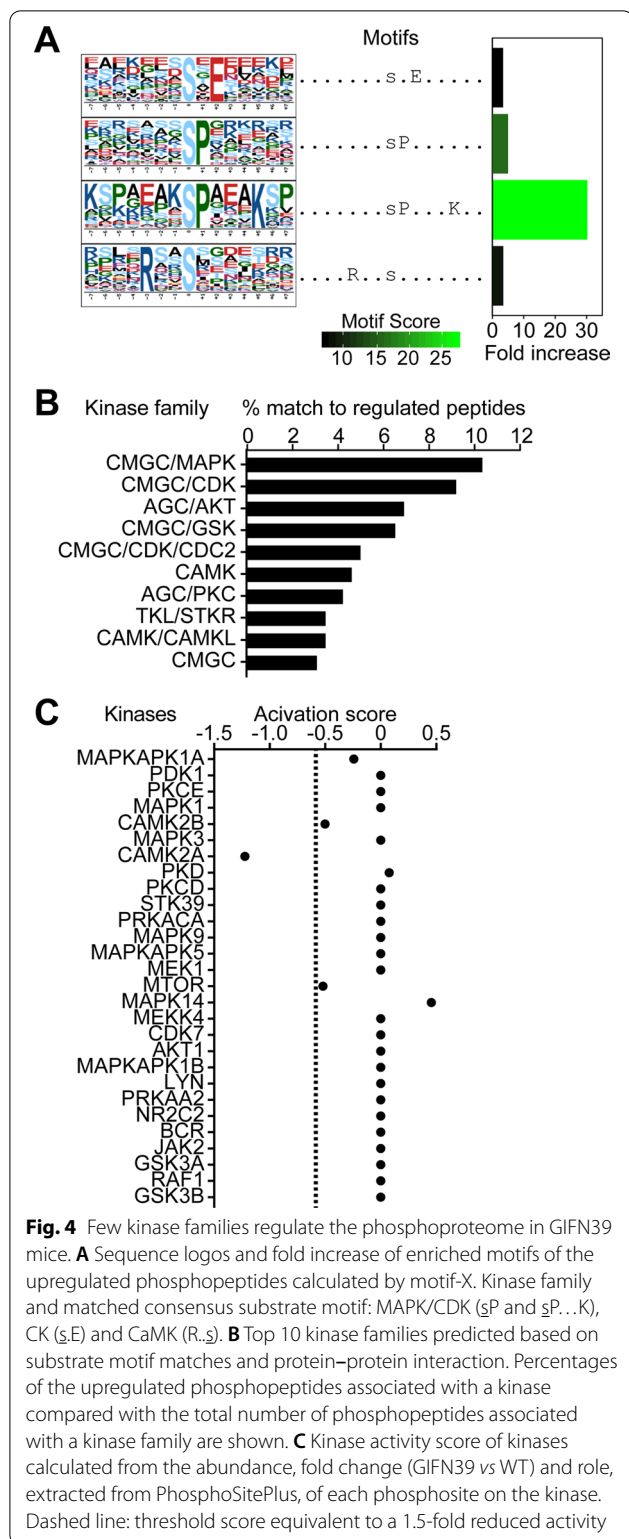 A
Motifs
. . . . . . . s . E . . . . .
. . . . . . . s P . . . . . .
. . . . . . . s P . . . K . .
. . . . R . . s . . . . . . .
Motif Score
10 15 20 25
0 10 20 30
Fold increase
B
Kinase family
% match to regulated peptides
0 2 4 6 8 10 12
CMGC/MAPK
CMGC/CDK
AGC/AKT
CMGC/GSK
CMGC/CDK/CDC2
CAMK
AGC/PKC
TKL/STKR
CAMK/CAMKL
CMGC
C
Kinases
Acivation score
-1.5 -1.0 -0.5 0 0.5
MAPKAPK1A
PDK1
PKCE
MAPK1
CAMK2B
MAPK3
CAMK2A
PKD
PKCD
STK39
PRKACA
MAPK9
MAPKAPK5
MEK1
MTOR
MAPK14
MEKK4
CDK7
AKT1
MAPKAPK1B
LYN
PRKAA2
NR2C2
BCR
JAK2
GSK3A
RAF1
GSK3B
Fig. 4 Few kinase families regulate the phosphoproteome in GIFN39
mice. A Sequence logos and fold increase of enriched motifs of the
upregulated phosphopeptides calculated by motif-X. Kinase family
and matched consensus substrate motif: MAPK/CDK (sP and sP…K),
CK (s.E) and CaMK (R..s). B Top 10 kinase families predicted based on
substrate motif matches and protein–protein interaction. Percentages
of the upregulated phosphopeptides associated with a kinase
compared with the total number of phosphopeptides associated
with a kinase family are shown. C Kinase activity score of kinases
calculated from the abundance, fold change (GIFN39 vs WT) and role,
extracted from PhosphoSitePlus, of each phosphosite on the kinase.
Dashed line: threshold score equivalent to a 1.5-fold reduced activity